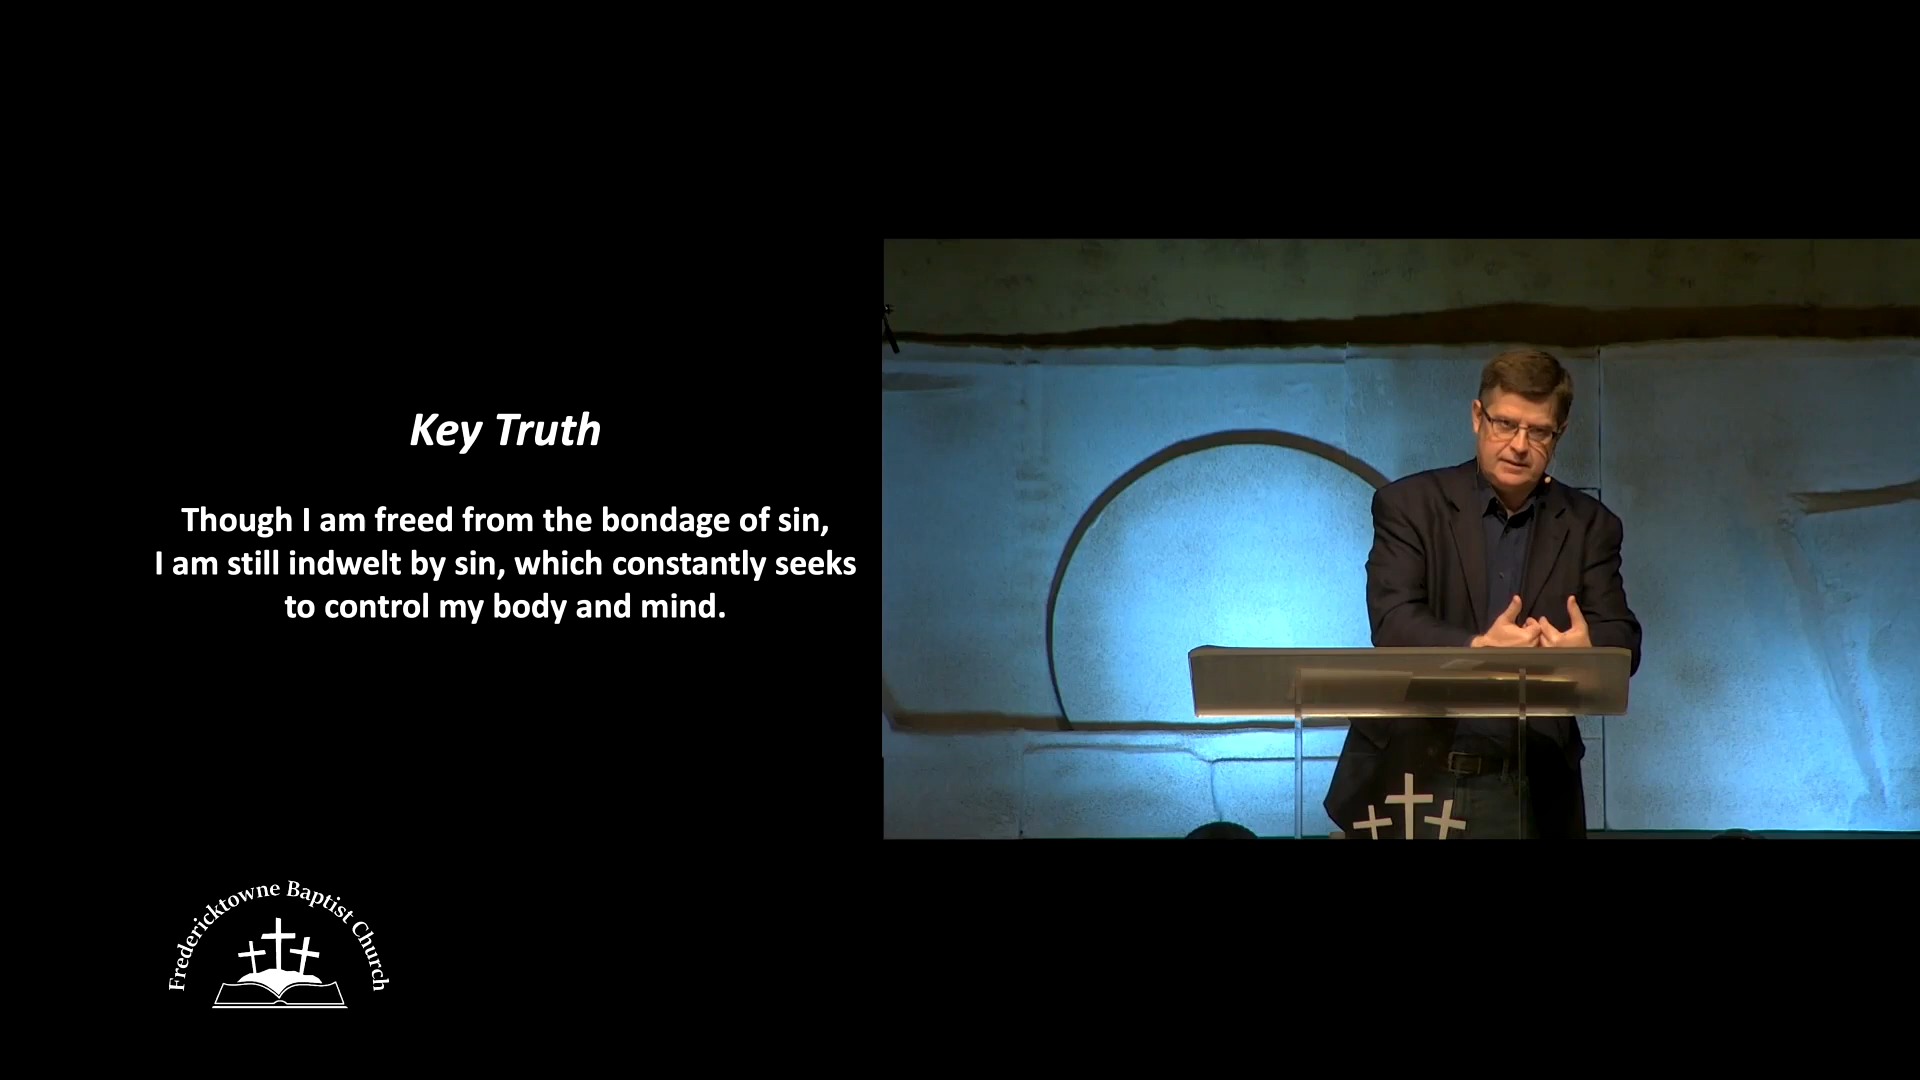 Key Truth
Though I am freed from the bondage of sin,
I am still indwelt by sin, which constantly seeks
to control my body and mind.
Fredericktowne Baptist Church